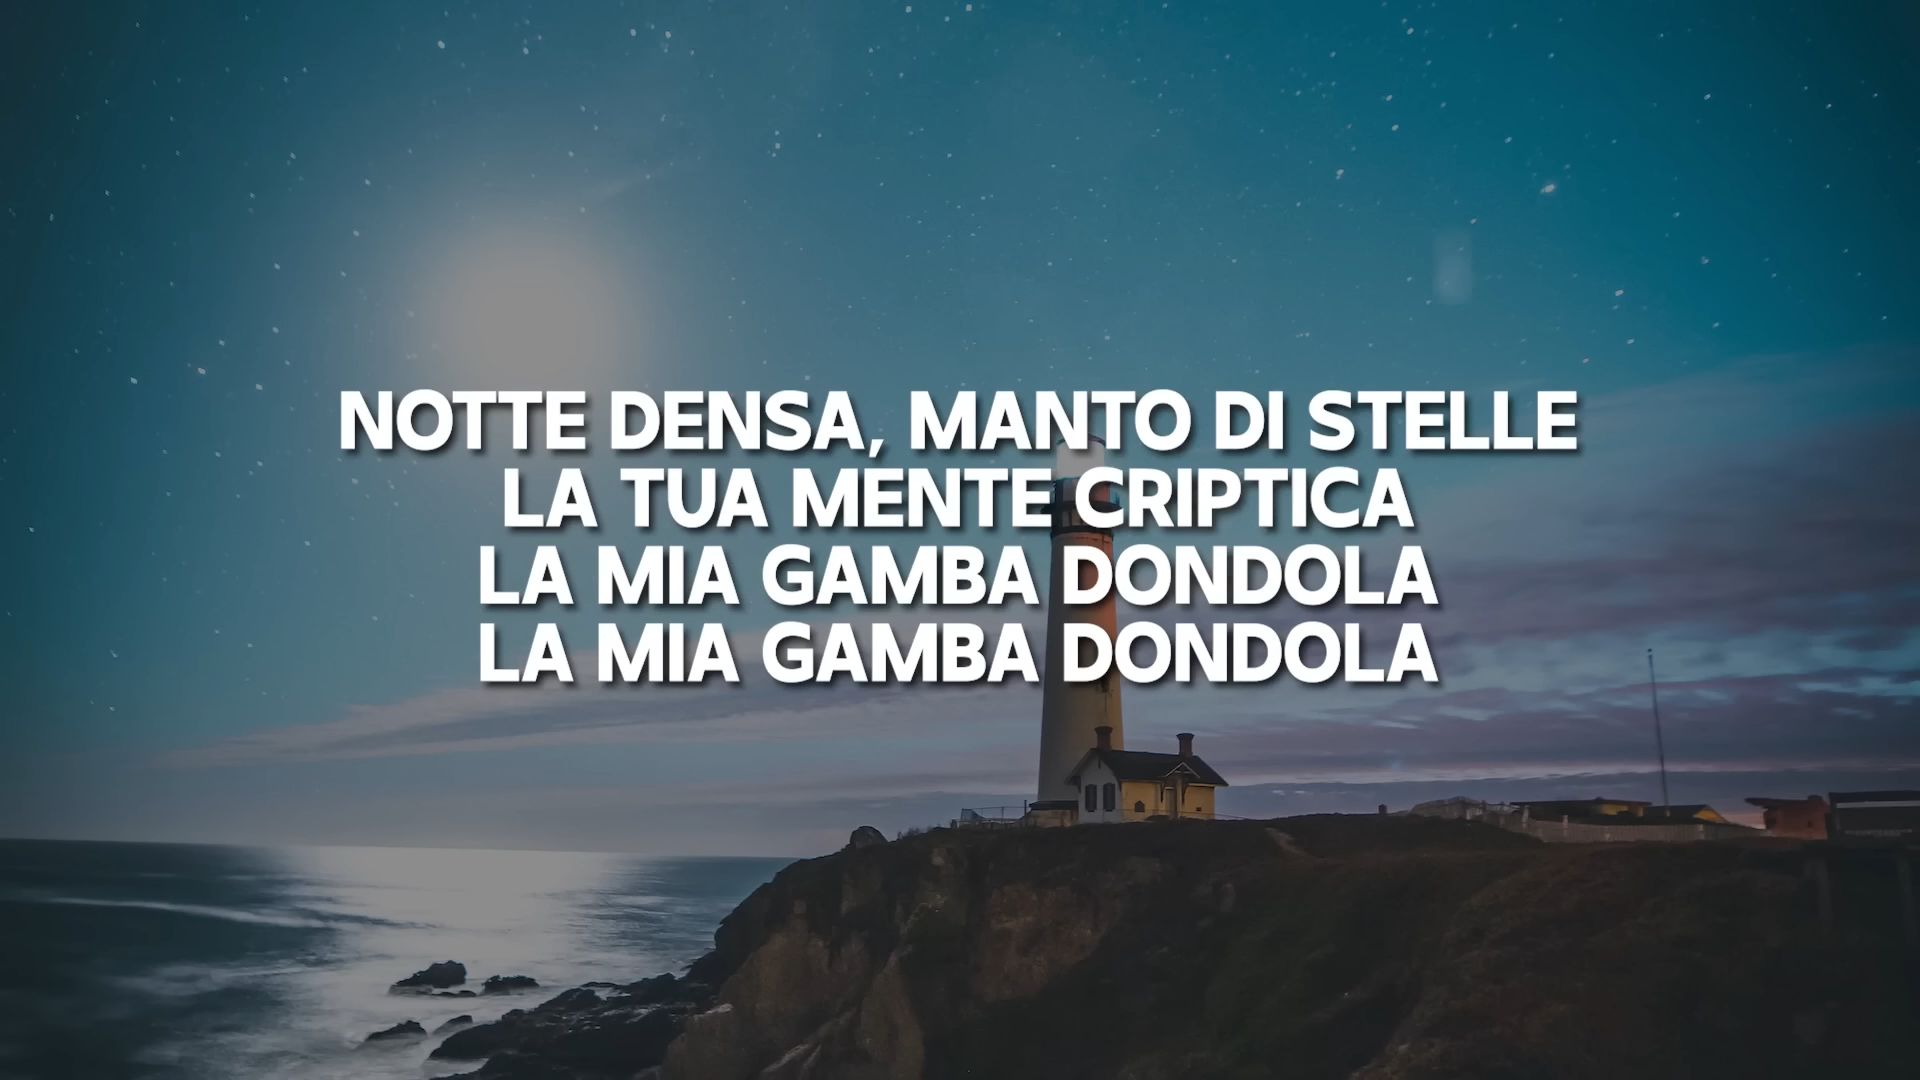 NOTTE DENSA, MANTO DI STELLE
LA TUA MENTE CRIPTICA
LA MIA GAMBA DONDOLA
LA MIA GAMBA DONDOLA